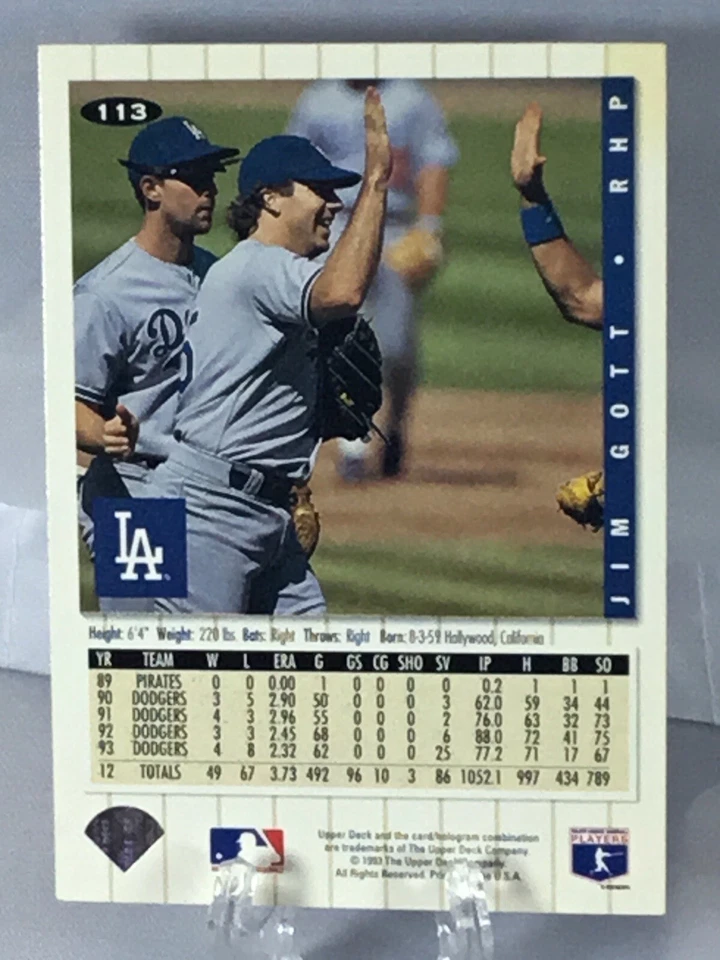 113
LA
D
JIM GOTT • RHP
LA
Height: 6'4" Weight: 220 lbs. Bats: Right Throws: Right Born: 8-3-59 Hollywood, California
YR TEAM W L ERA G GS CG SHO SV IP H BB SO
89 PIRATES 0 0 0.00 1 0 0 0 0 0.2 1 1 1
90 DODGERS 3 5 2.90 50 0 0 0 3 62.0 59 34 44
91 DODGERS 4 3 2.96 55 0 0 0 2 76.0 63 32 73
92 DODGERS 3 3 2.45 68 0 0 0 6 88.0 72 41 75
93 DODGERS 4 8 2.32 62 0 0 0 25 77.2 71 17 67
12 TOTALS 49 67 3.73 492 96 10 3 86 1052.1 997 434 789
Upper Deck and the card/hologram combination
are trademarks of The Upper Deck Company.
© 1993 The Upper Deck Company.
All Rights Reserved. U.S.A.
PLAYERS